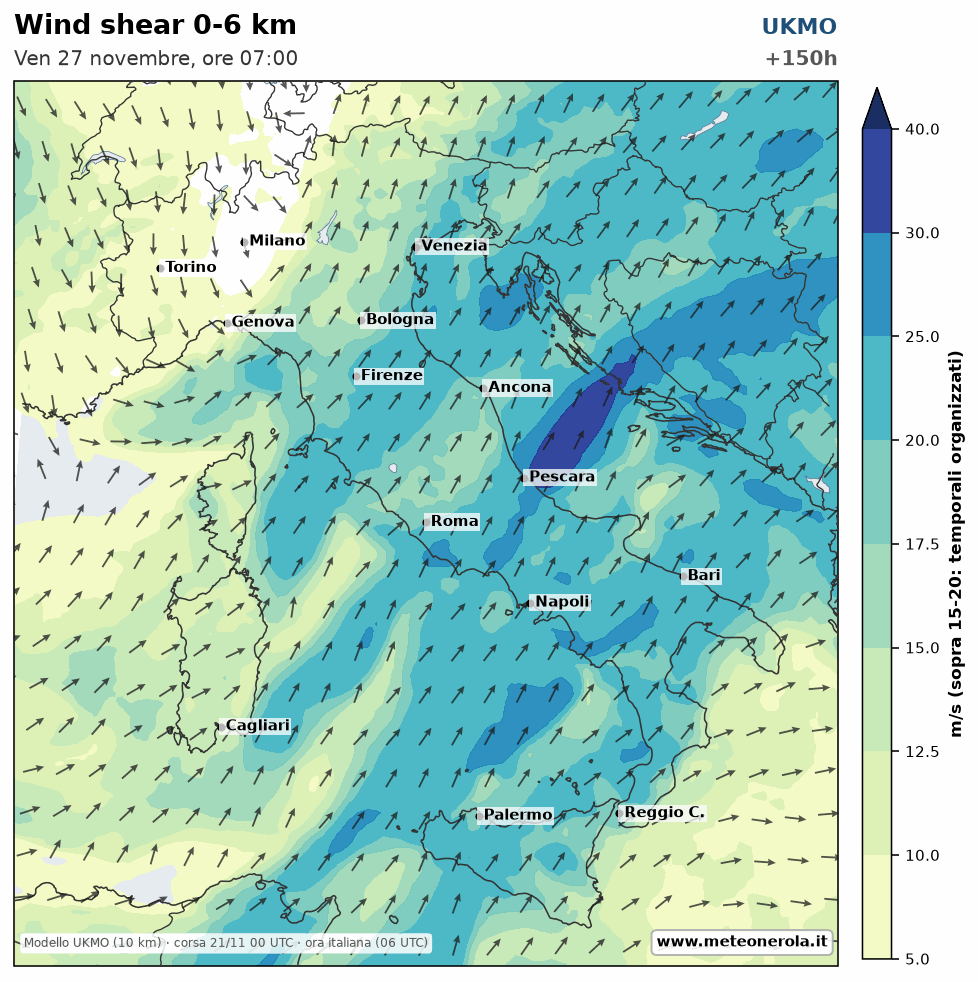 Wind shear 0-6 km
UKMO
Ven 27 novembre, ore 07:00
+150h
Milano
Venezia
Torino
Genova
Bologna
Firenze
Ancona
Pescara
Roma
Bari
Napoli
Cagliari
Palermo
Reggio C.
40.0
30.0
25.0
20.0
17.5
15.0
12.5
10.0
5.0
m/s (sopra 15-20: temporali organizzati)
Modello UKMO (10 km) · corsa 21/11 00 UTC · ora italiana (06 UTC)
www.meteonerola.it